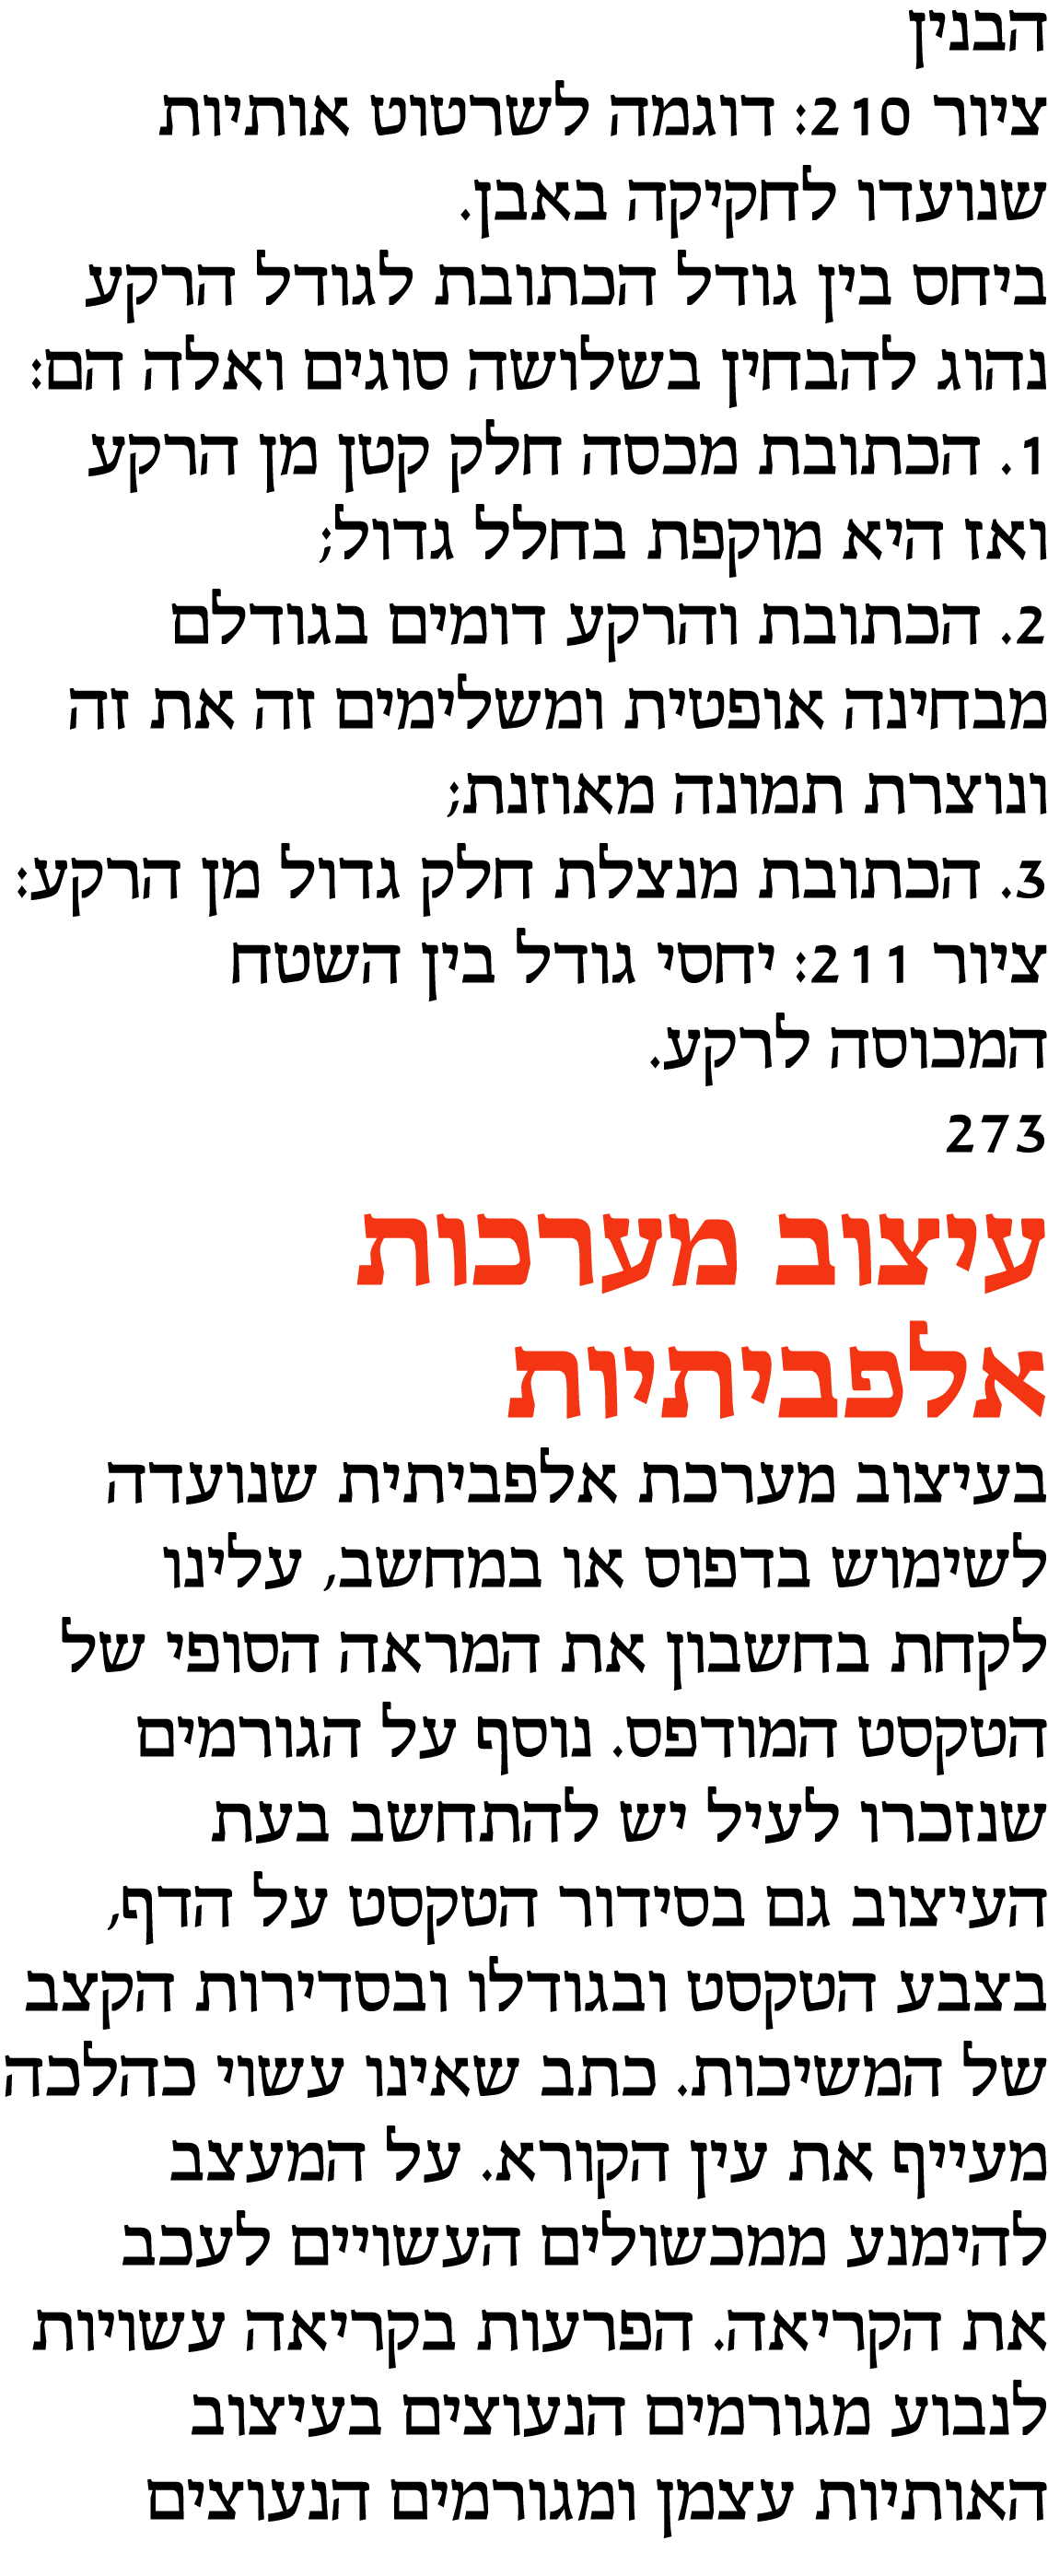 הבנין
ציור 210: דוגמה לשרטוט אותיות
שנועדו לחקיקה באבן.
ביחס בין גודל הכתובת לגודל הרקע
נהוג להבחין בשלושה סוגים ואלה הם:
1. הכתובת מכסה חלק קטן מן הרקע
ואז היא מוקפת בחלל גדול;
2. הכתובת והרקע דומים בגודלם
מבחינה אופטית ומשלימים זה את זה
ונוצרת תמונה מאוזנת;
3. הכתובת מנצלת חלק גדול מן הרקע:
ציור 211: יחסי גודל בין השטח
המכוסה לרקע.
273
עיצוב מערכות
אלפביתיות
בעיצוב מערכת אלפביתית שנועדה
לשימוש בדפוס או במחשב, עלינו
לקחת בחשבון את המראה הסופי של
הטקסט המודפס. נוסף על הגורמים
שנזכרו לעיל יש להתחשב בעת
העיצוב גם בסידור הטקסט על הדף,
בצבע הטקסט ובגודלו ובסדירות הקצב
של המשיכות. כתב שאינו עשוי כהלכה
מעייף את עין הקורא. על המעצב
להימנע ממכשולים העשויים לעכב
את הקריאה. הפרעות בקריאה עשויות
לנבוע מגורמים הנעוצים בעיצוב
האותיות עצמן ומגורמים הנעוצים